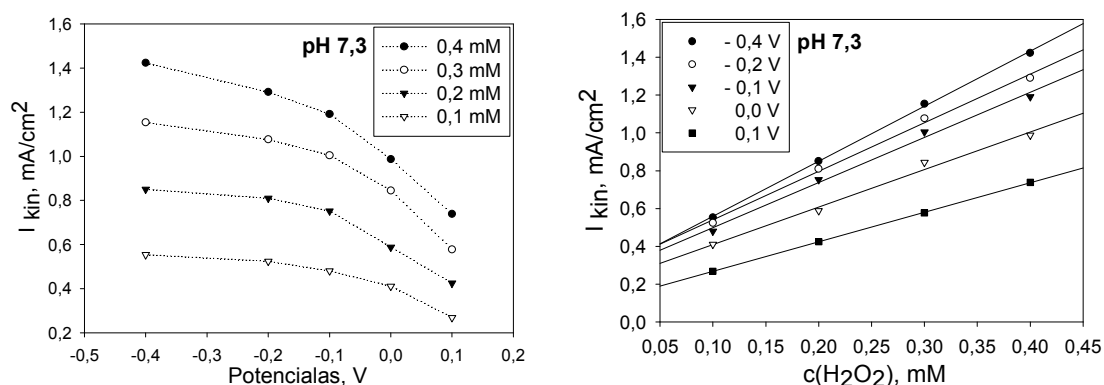 pH 7,3
0,4 mM
0,3 mM
0,2 mM
0,1 mM
I kin, mA/cm²
1,6
1,4
1,2
1,0
0,8
0,6
0,4
0,2
-0,5 -0,4 -0,3 -0,2 -0,1 0,0 0,1 0,2
Potencialas, V
pH 7,3
- 0,4 V
- 0,2 V
- 0,1 V
0,0 V
0,1 V
I kin, mA/cm²
1,6
1,4
1,2
1,0
0,8
0,6
0,4
0,2
0,0
0,05 0,10 0,15 0,20 0,25 0,30 0,35 0,40 0,45
c(H₂O₂), mM